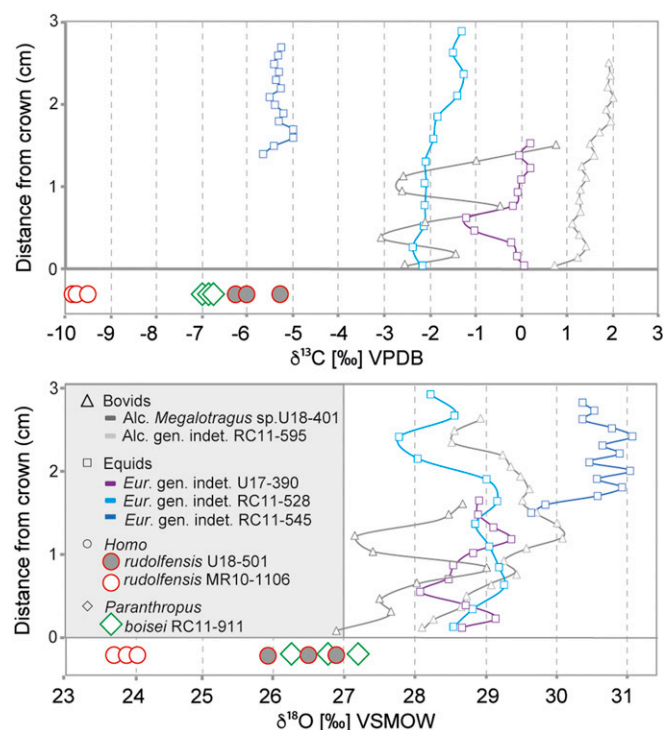 Distance from crown (cm)
3
2
1
0
-10 -9 -8 -7 -6 -5 -4 -3 -2 -1 0 1 2 3
δ¹³C [‰] VPDB
Distance from crown (cm)
3
2
1
0
Bovids
Alc. Megalotragus sp.U18-401
Alc. gen. indet. RC11-595
Equids
Eur. gen. indet. U17-390
Eur. gen. indet. RC11-528
Eur. gen. indet. RC11-545
Homo
rudolfensis U18-501
rudolfensis MR10-1106
Paranthropus
boisei RC11-911
23 24 25 26 27 28 29 30 31
δ¹⁸O [‰] VSMOW